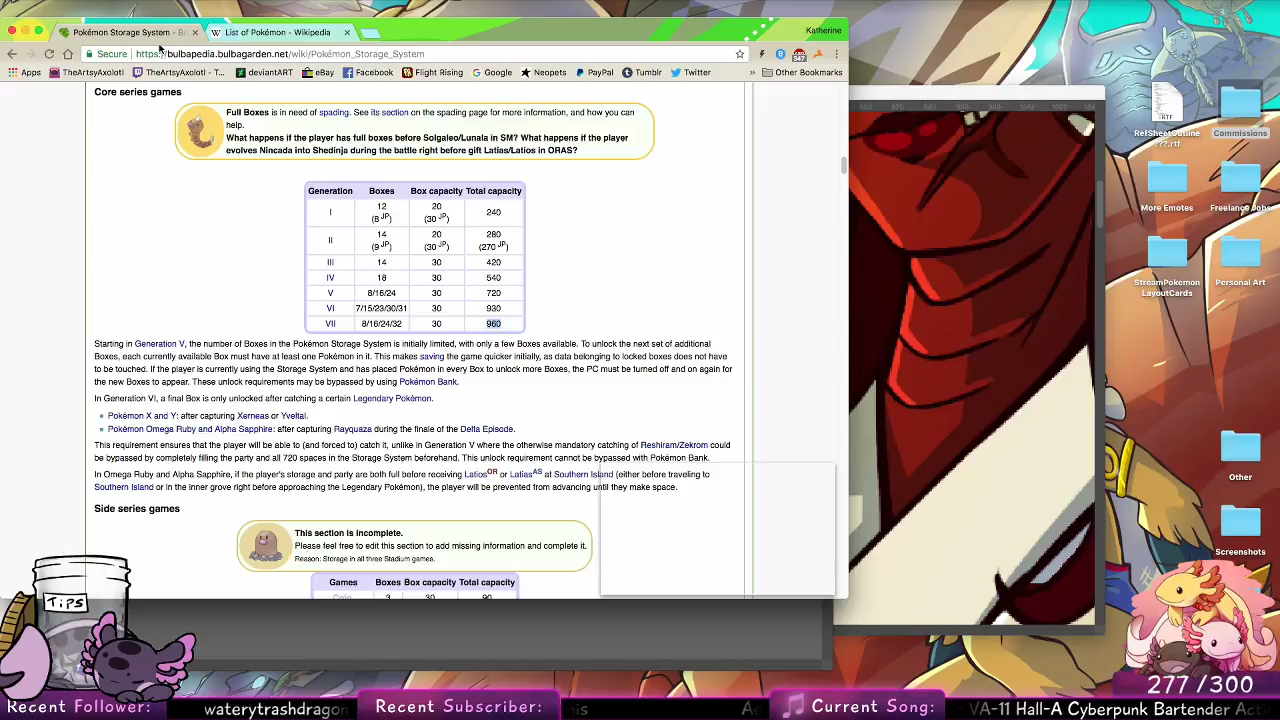 Pokémon Storage System - B
List of Pokémon - Wikipedia
Katherine
Secure
https://bulbapedia.bulbagarden.net/wiki/Pokémon_Storage_System
Apps
TheArtsyAxolotl
TheArtsyAxolotl - T...
deviantART
eBay
Facebook
Flight Rising
Google
Neopets
PayPal
Tumblr
Twitter
»
Other Bookmarks
Core series games
Full Boxes is in need of spading. See its section on the spading page for more information, and how you can
help.
What happens if the player has full boxes before Solgaleo/Lunala in SM? What happens if the player
evolves Nincada into Shedinja during the battle right before gift Latias/Latios in ORAS?
Generation Boxes Box capacity Total capacity
I 12 (8 JP) 20 (30 JP) 240
II 14 (9 JP) 20 (30 JP) 280 (270 JP)
III 14 30 420
IV 18 30 540
V 8/16/24 30 720
VI 7/15/23/30/31 30 930
VII 8/16/24/32 30 960
Starting in Generation V, the number of Boxes in the Pokémon Storage System is initially limited, with only a few Boxes available. To unlock the next set of additional
Boxes, each currently available Box must have at least one Pokémon in it. This makes saving the game quicker initially, as data belonging to locked boxes does not have
to be touched. If the player is currently using the Storage System and has placed Pokémon in every Box to unlock more Boxes, the PC must be turned off and on again for
the new Boxes to appear. These unlock requirements may be bypassed by using Pokémon Bank.
In Generation VI, a final Box is only unlocked after catching a certain Legendary Pokémon.
Pokémon X and Y: after capturing Xerneas or Yveltal.
Pokémon Omega Ruby and Alpha Sapphire: after capturing Rayquaza during the finale of the Delta Episode.
This requirement ensures that the player will be able to (and forced to) catch it, unlike in Generation V where the otherwise mandatory catching of Reshiram/Zekrom could
be bypassed by completely filling the party and all 720 spaces in the Storage System beforehand. This unlock requirement cannot be bypassed with Pokémon Bank.
In Omega Ruby and Alpha Sapphire, if the player's storage and party are both full before receiving Latios OR or Latias AS at Southern Island (either before traveling to
Southern Island or in the inner grove right before approaching the Legendary Pokémon), the player will be prevented from advancing until they make space.
Side series games
This section is incomplete.
Please feel free to edit this section to add missing information and complete it.
Reason: Storage in all three Stadium games.
Games Boxes Box capacity Total capacity
RefSheetOutline
???.rtf
Commissions
More Emotes
Freelance Jobs
StreamPokemon
LayoutCards
Personal Art
Other
Screenshots
TIPS
277/300
Recent Follower:
waterytrashdragon
Recent Subscriber:
Current Song:
- VA-11 Hall-A Cyberpunk Bartender Acti